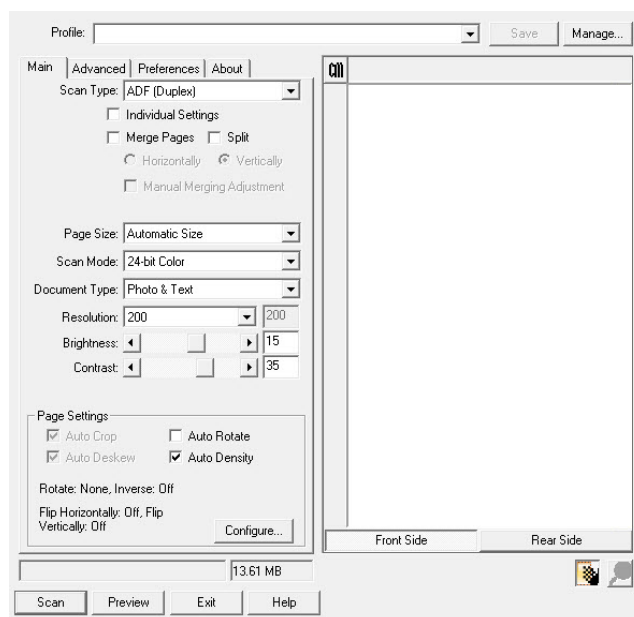 Profile: Save Manage...
Main Advanced Preferences About cm
Scan Type: ADF (Duplex)
Individual Settings
Merge Pages Split
Horizontally Vertically
Manual Merging Adjustment
Page Size: Automatic Size
Scan Mode: 24-bit Color
Document Type: Photo & Text
Resolution: 200 200
Brightness: 15
Contrast: 35
Page Settings
Auto Crop Auto Rotate
Auto Deskew Auto Density
Rotate: None, Inverse: Off
Flip Horizontally: Off, Flip
Vertically: Off
Configure...
Front Side Rear Side
13.61 MB
Scan Preview Exit Help